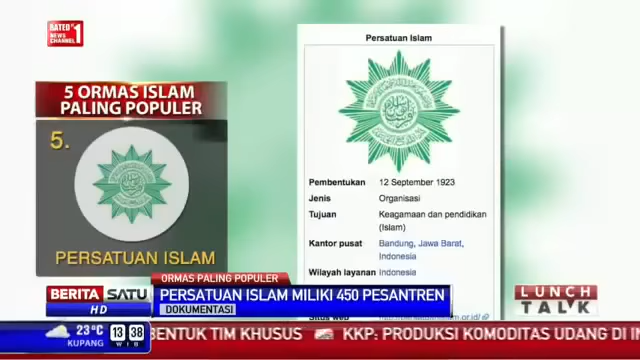 RATED № 1
NEWS
CHANNEL
5 ORMAS ISLAM
PALING POPULER
5.
PERSATUAN ISLAM
Persatuan Islam
Pembentukan 12 September 1923
Jenis Organisasi
Tujuan Keagamaan dan pendidikan
(Islam)
Kantor pusat Bandung, Jawa Barat,
Indonesia
Wilayah layanan Indonesia
ORMAS PALING POPULER
BERITA SATU
HD
PERSATUAN ISLAM MILIKI 450 PESANTREN
DOKUMENTASI
LUNCH
TALK
23°C
KUPANG
13 38
WIB
BENTUK TIM KHUSUS
KKP: PRODUKSI KOMODITAS UDANG DI IN